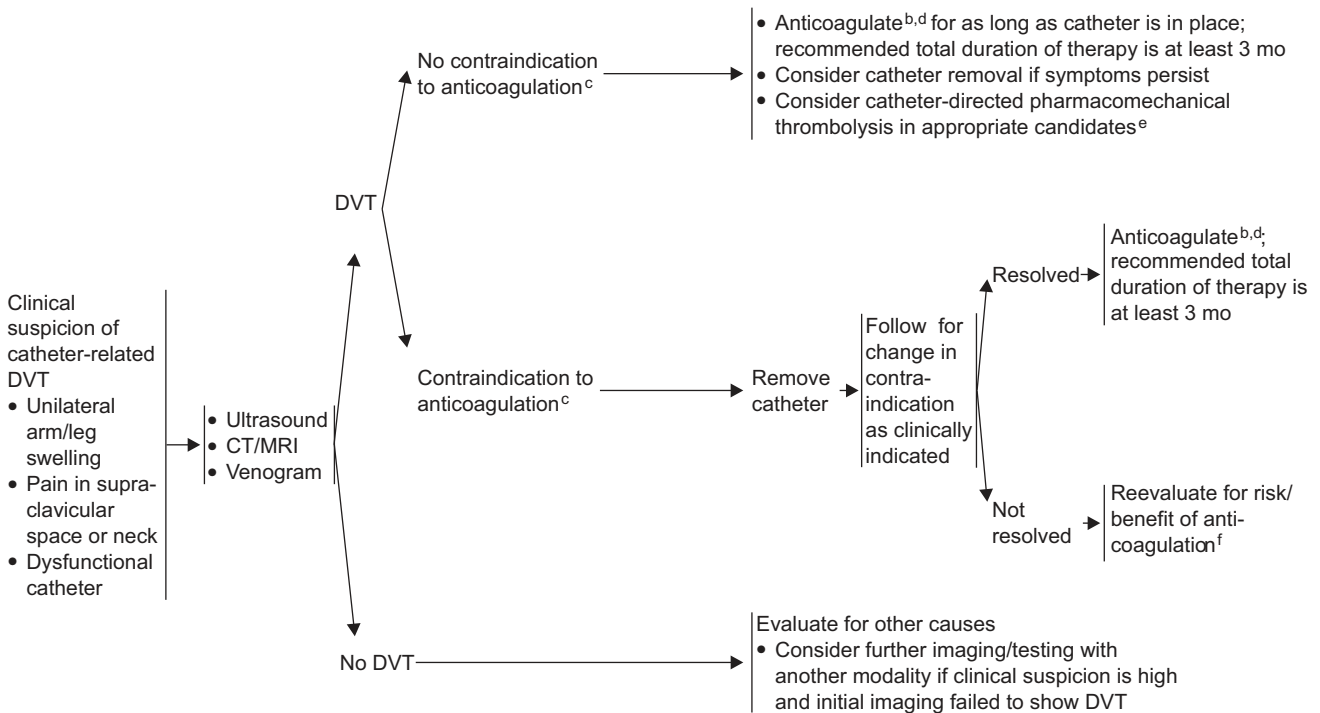 Clinical
suspicion of
catheter-related
DVT
• Unilateral
arm/leg
swelling
• Pain in supra-
clavicular
space or neck
• Dysfunctional
catheter
• Ultrasound
• CT/MRI
• Venogram
DVT
No contraindication
to anticoagulationᶜ
• Anticoagulateᵇ,ᵈ for as long as catheter is in place;
recommended total duration of therapy is at least 3 mo
• Consider catheter removal if symptoms persist
• Consider catheter-directed pharmacomechanical
thrombolysis in appropriate candidatesᵉ
Contraindication to
anticoagulationᶜ
Remove
catheter
Follow for
change in
contra-
indication
as clinically
indicated
Resolved
Anticoagulateᵇ,ᵈ;
recommended total
duration of therapy is
at least 3 mo
Not
resolved
Reevaluate for risk/
benefit of anti-
coagulationᶠ
No DVT
Evaluate for other causes
• Consider further imaging/testing with
another modality if clinical suspicion is high
and initial imaging failed to show DVT